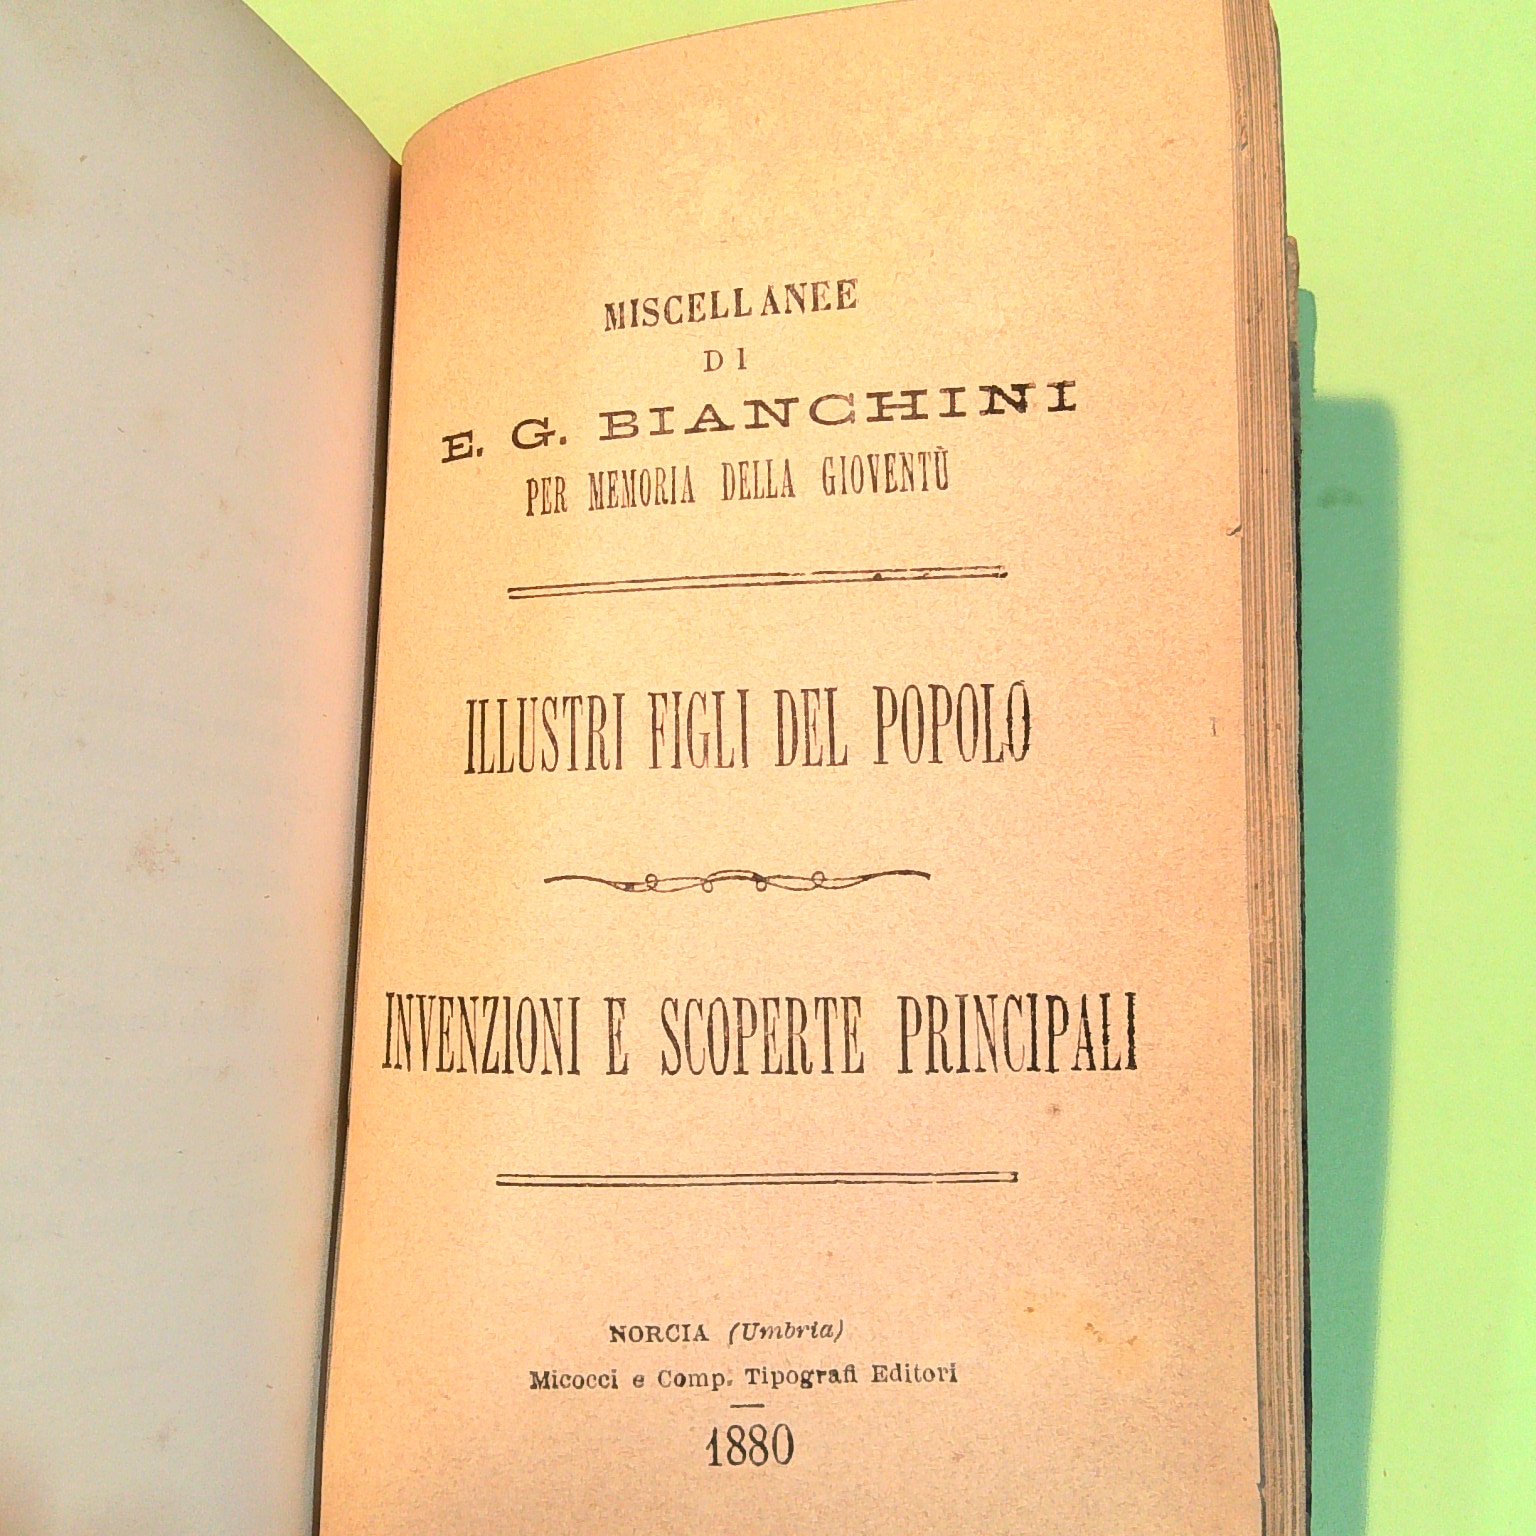 MISCELLANEE
DI
E. G. BIANCHINI
PER MEMORIA DELLA GIOVENTÙ
ILLUSTRI FIGLI DEL POPOLO
INVENZIONI E SCOPERTE PRINCIPALI
NORCIA (Umbria)
Micocci e Comp. Tipografi Editori
1880